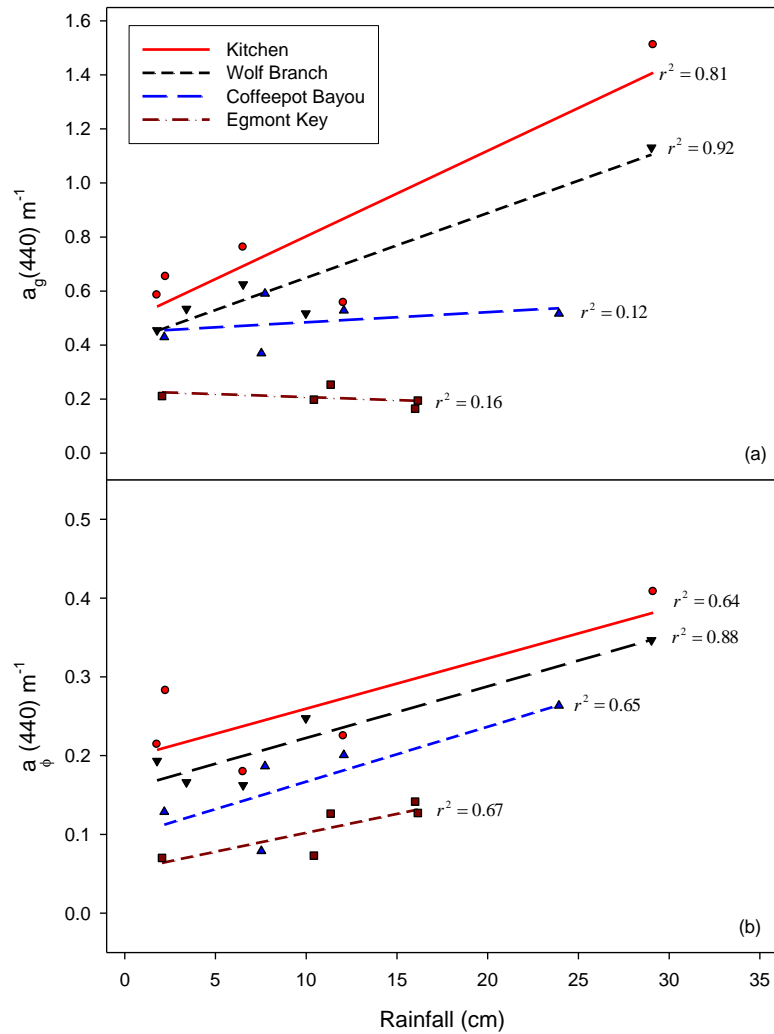 1.6
1.4
1.2
1.0
0.8
0.6
0.4
0.2
0.0
a_g(440) m⁻¹
Kitchen
Wolf Branch
Coffeepot Bayou
Egmont Key
r² = 0.81
r² = 0.92
r² = 0.12
r² = 0.16
(a)
0.5
0.4
0.3
0.2
0.1
0.0
a_ϕ(440) m⁻¹
r² = 0.64
r² = 0.88
r² = 0.65
r² = 0.67
(b)
0 5 10 15 20 25 30 35
Rainfall (cm)